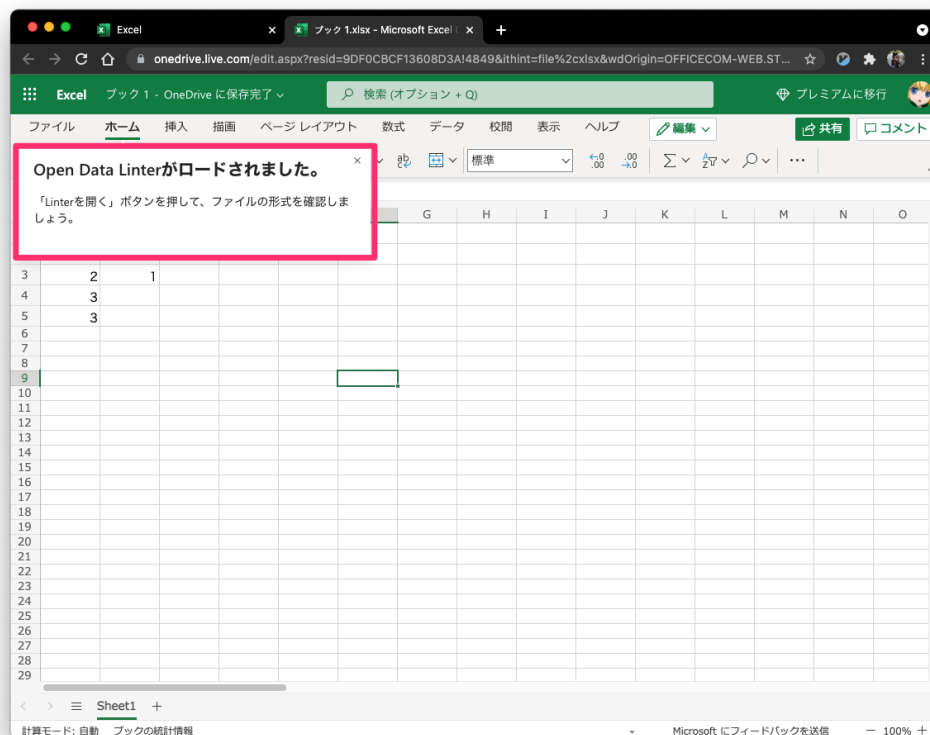 Excel
ブック 1.xlsx - Microsoft Excel
onedrive.live.com/edit.aspx?resid=9DF0CBCF13608D3A!4849&ithint=file%2cxlsx&wdOrigin=OFFICECOM-WEB.ST...
Excel ブック 1 - OneDrive に保存完了 検索 (オプション + Q) プレミアムに移行
ファイル ホーム 挿入 描画 ページ レイアウト 数式 データ 校閲 表示 ヘルプ 編集 共有 コメント
Open Data Linterがロードされました。
「Linterを開く」ボタンを押して、ファイルの形式を確認しま
しょう。
ab 標準 .00 .00
G H I J K L M N O
3 2 1
4 3
5 3
6
7
8
9
10
11
12
13
14
15
16
17
18
19
20
21
22
23
24
25
26
27
28
29
Sheet1
計算モード: 自動 ブックの統計情報 Microsoft にフィードバックを送信 100%